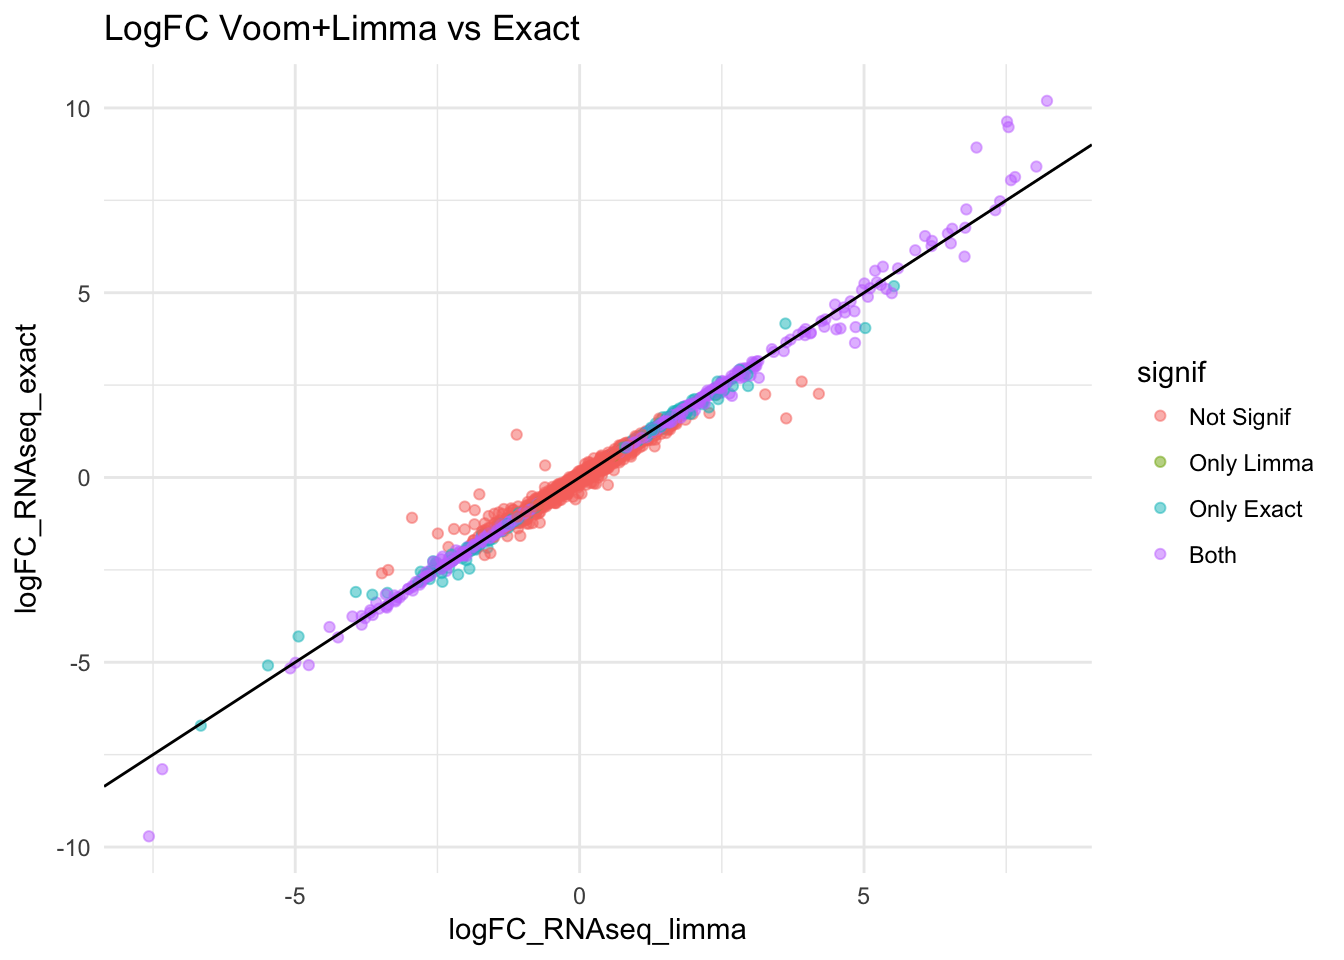 LogFC Voom+Limma vs Exact
10
5
0
-5
-10
logFC_RNAseq_exact
-5
0
5
logFC_RNAseq_limma
signif
Not Signif
Only Limma
Only Exact
Both